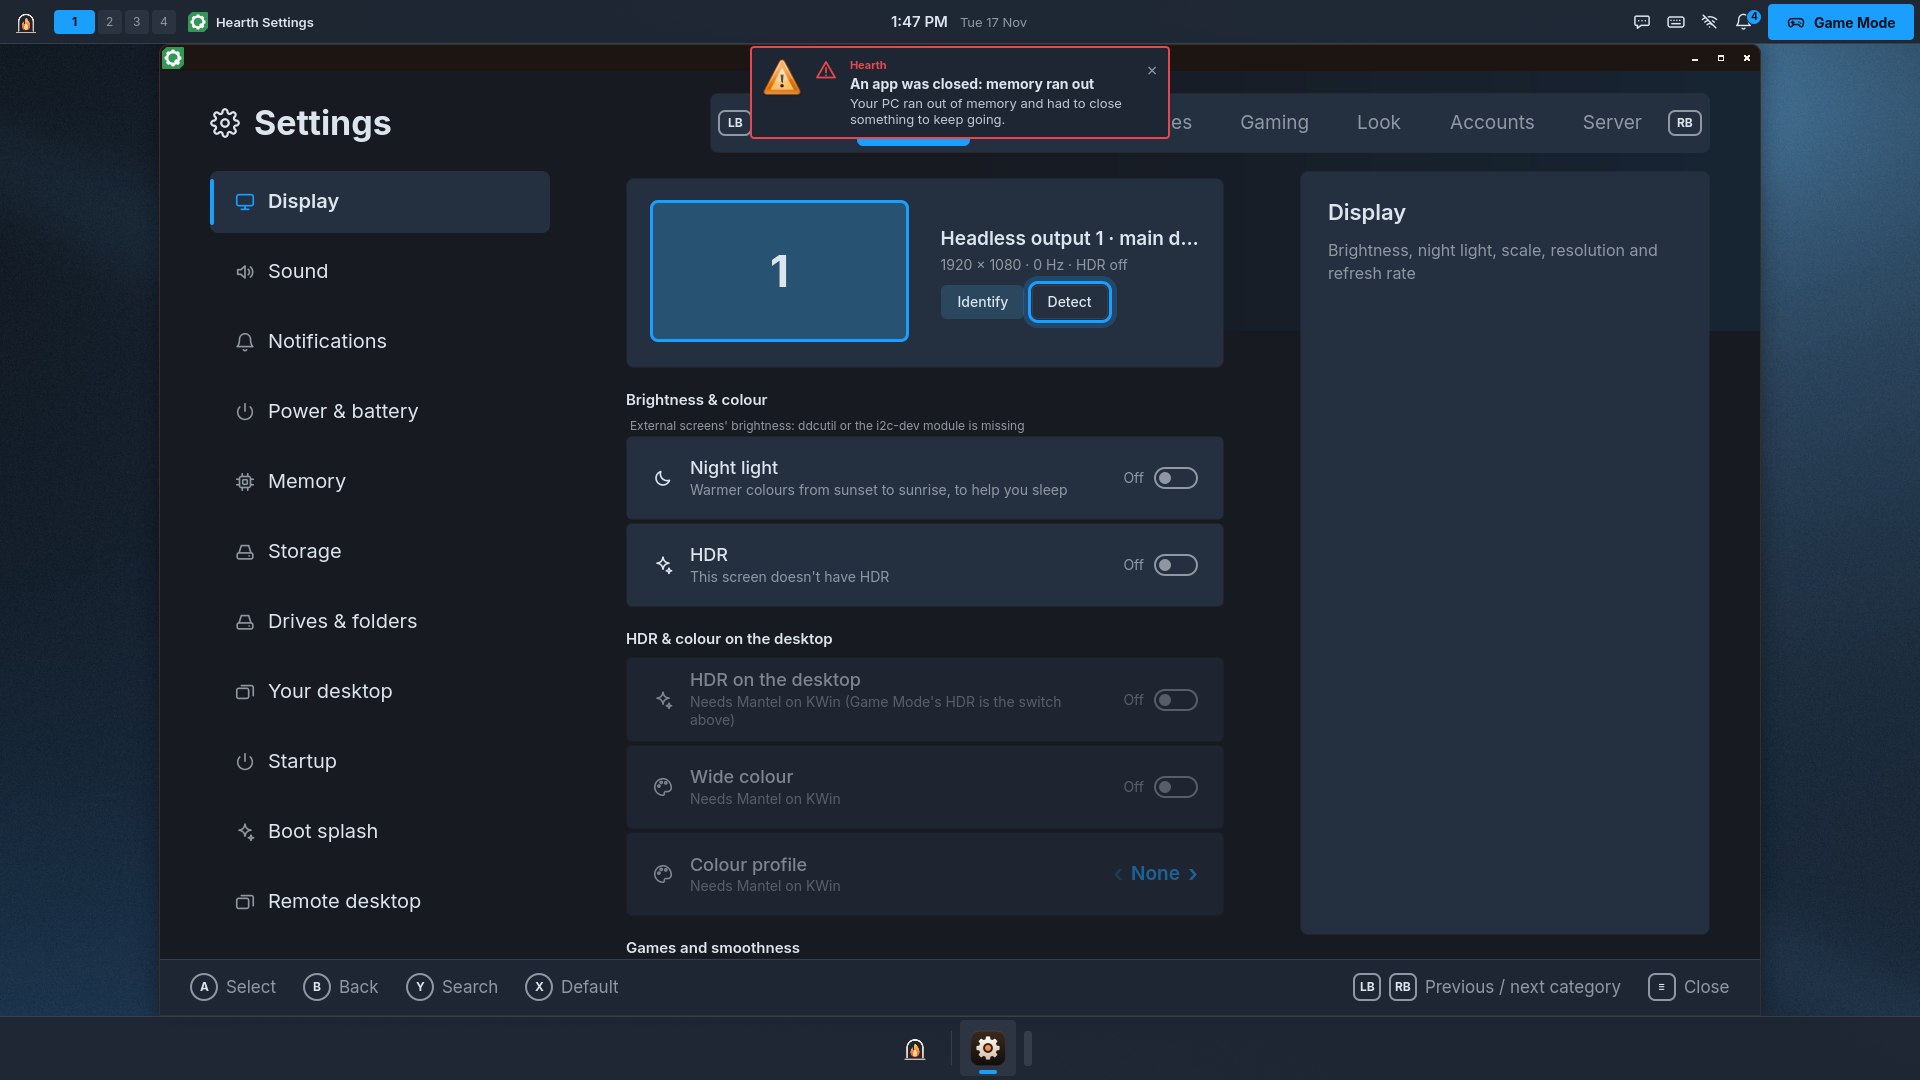 1 2 3 4 Hearth Settings
1:47 PM Tue 17 Nov
4
Game Mode
Hearth
An app was closed: memory ran out
Your PC ran out of memory and had to close
something to keep going.
Settings
LB
es Gaming Look Accounts Server RB
Display
Sound
Notifications
Power & battery
Memory
Storage
Drives & folders
Your desktop
Startup
Boot splash
Remote desktop
1
Headless output 1 · main d...
1920 × 1080 · 0 Hz · HDR off
Identify Detect
Brightness & colour
External screens' brightness: ddcutil or the i2c-dev module is missing
Night light
Warmer colours from sunset to sunrise, to help you sleep
Off
HDR
This screen doesn't have HDR
Off
HDR & colour on the desktop
HDR on the desktop
Needs Mantel on KWin (Game Mode's HDR is the switch
above)
Off
Wide colour
Needs Mantel on KWin
Off
Colour profile
Needs Mantel on KWin
None
Games and smoothness
Display
Brightness, night light, scale, resolution and
refresh rate
A Select B Back Y Search X Default
LB RB Previous / next category Close